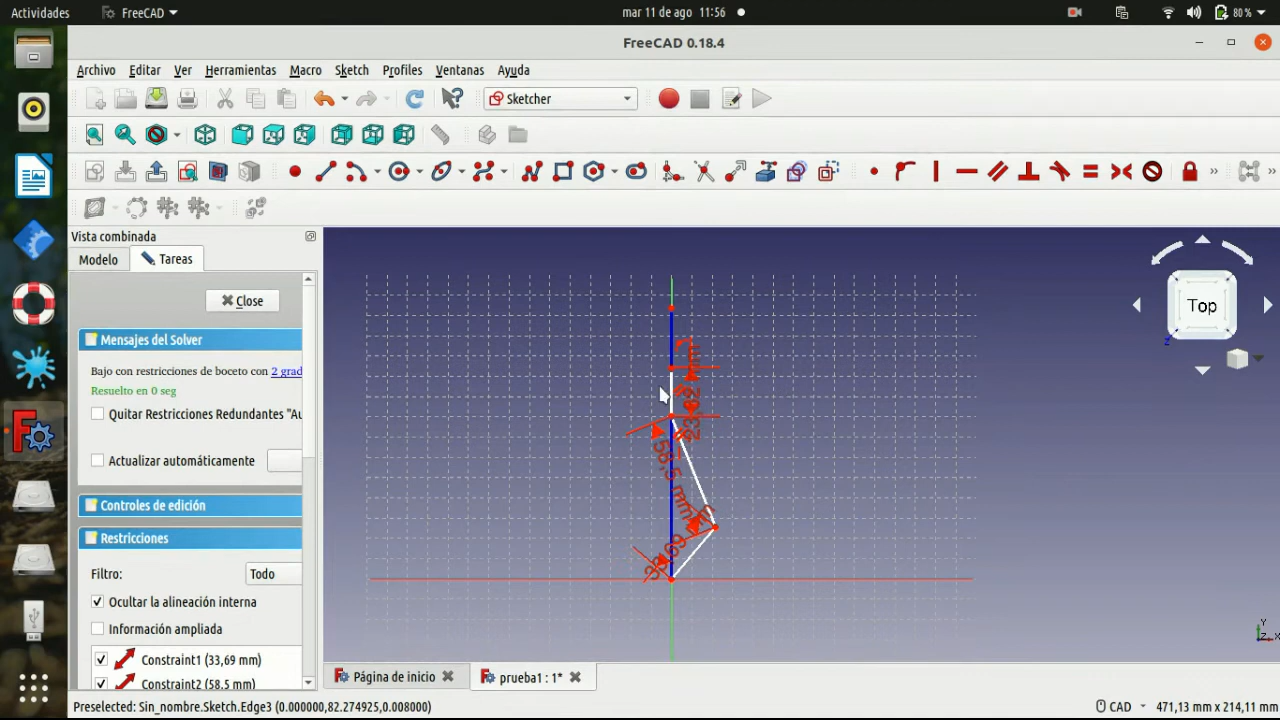 Actividades FreeCAD mar 11 de ago 11:56 80 %
FreeCAD 0.18.4
Archivo Editar Ver Herramientas Macro Sketch Profiles Ventanas Ayuda
Sketcher
Vista combinada
Modelo Tareas
Close
Mensajes del Solver
Bajo con restricciones de boceto con 2 grad
Resuelto en 0 seg
Quitar Restricciones Redundantes "Au
Actualizar automáticamente
Controles de edición
Restricciones
Filtro: Todo
Ocultar la alineación interna
Información ampliada
Constraint1 (33,69 mm)
Constraint2 (58,5 mm)
58,5 mm
Top
Y
X
Z
Página de inicio prueba1 : 1*
Preselected: Sin_nombre.Sketch.Edge3 (0.000000,82.274925,0.008000) CAD 471,13 mm x 214,11 mm